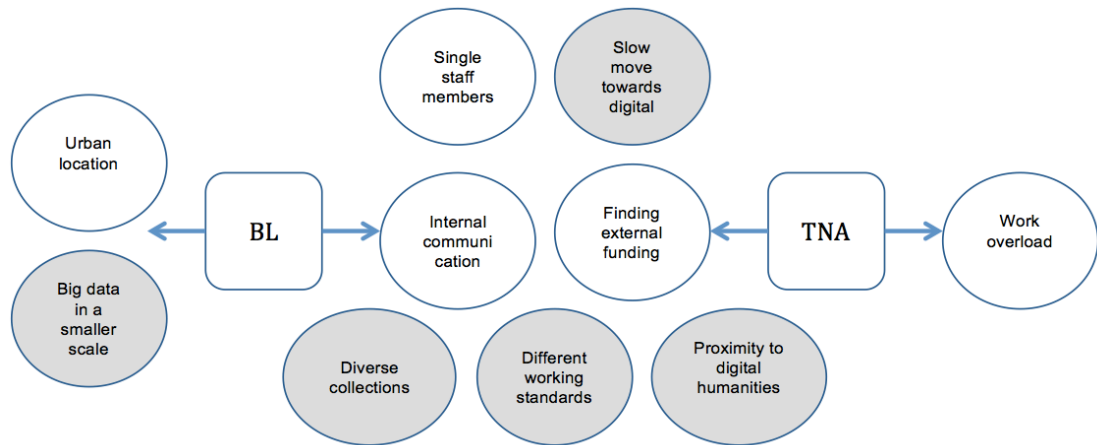 Single
staff
members
Slow
move
towards
digital
Urban
location
BL
Internal
communi
cation
Finding
external
funding
TNA
Work
overload
Big data
in a
smaller
scale
Diverse
collections
Different
working
standards
Proximity to
digital
humanities